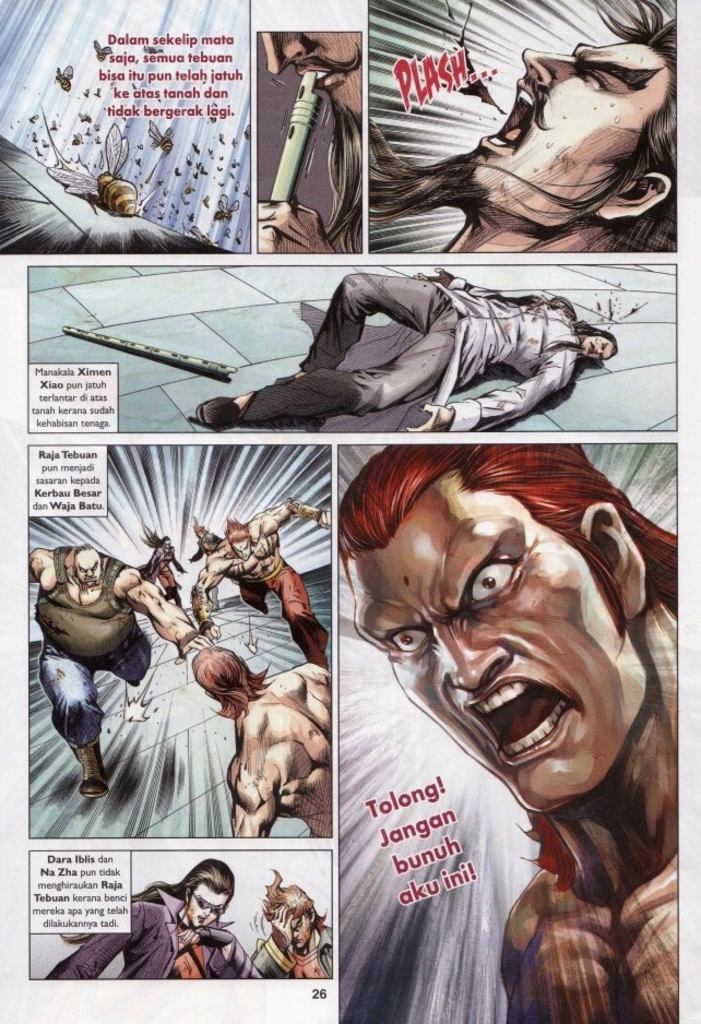 Dalam sekelip mata
saja, semua tebuan
bisa itu pun telah jatuh
ke atas tanah dan
tidak bergerak lagi.
PLASH...
Manakala Ximen
Xiao pun jatuh
terlantar di atas
tanah kerana sudah
kehabisan tenaga.
Raja Tebuan
pun menjadi
sasaran kepada
Kerbau Besar
dan Waja Batu.
Tolong!
Jangan
bunuh
aku ini!
Dara Iblis dan
Na Zha pun tidak
menghiraukan Raja
Tebuan kerana benci
mereka apa yang telah
dilakukannya tadi.
26